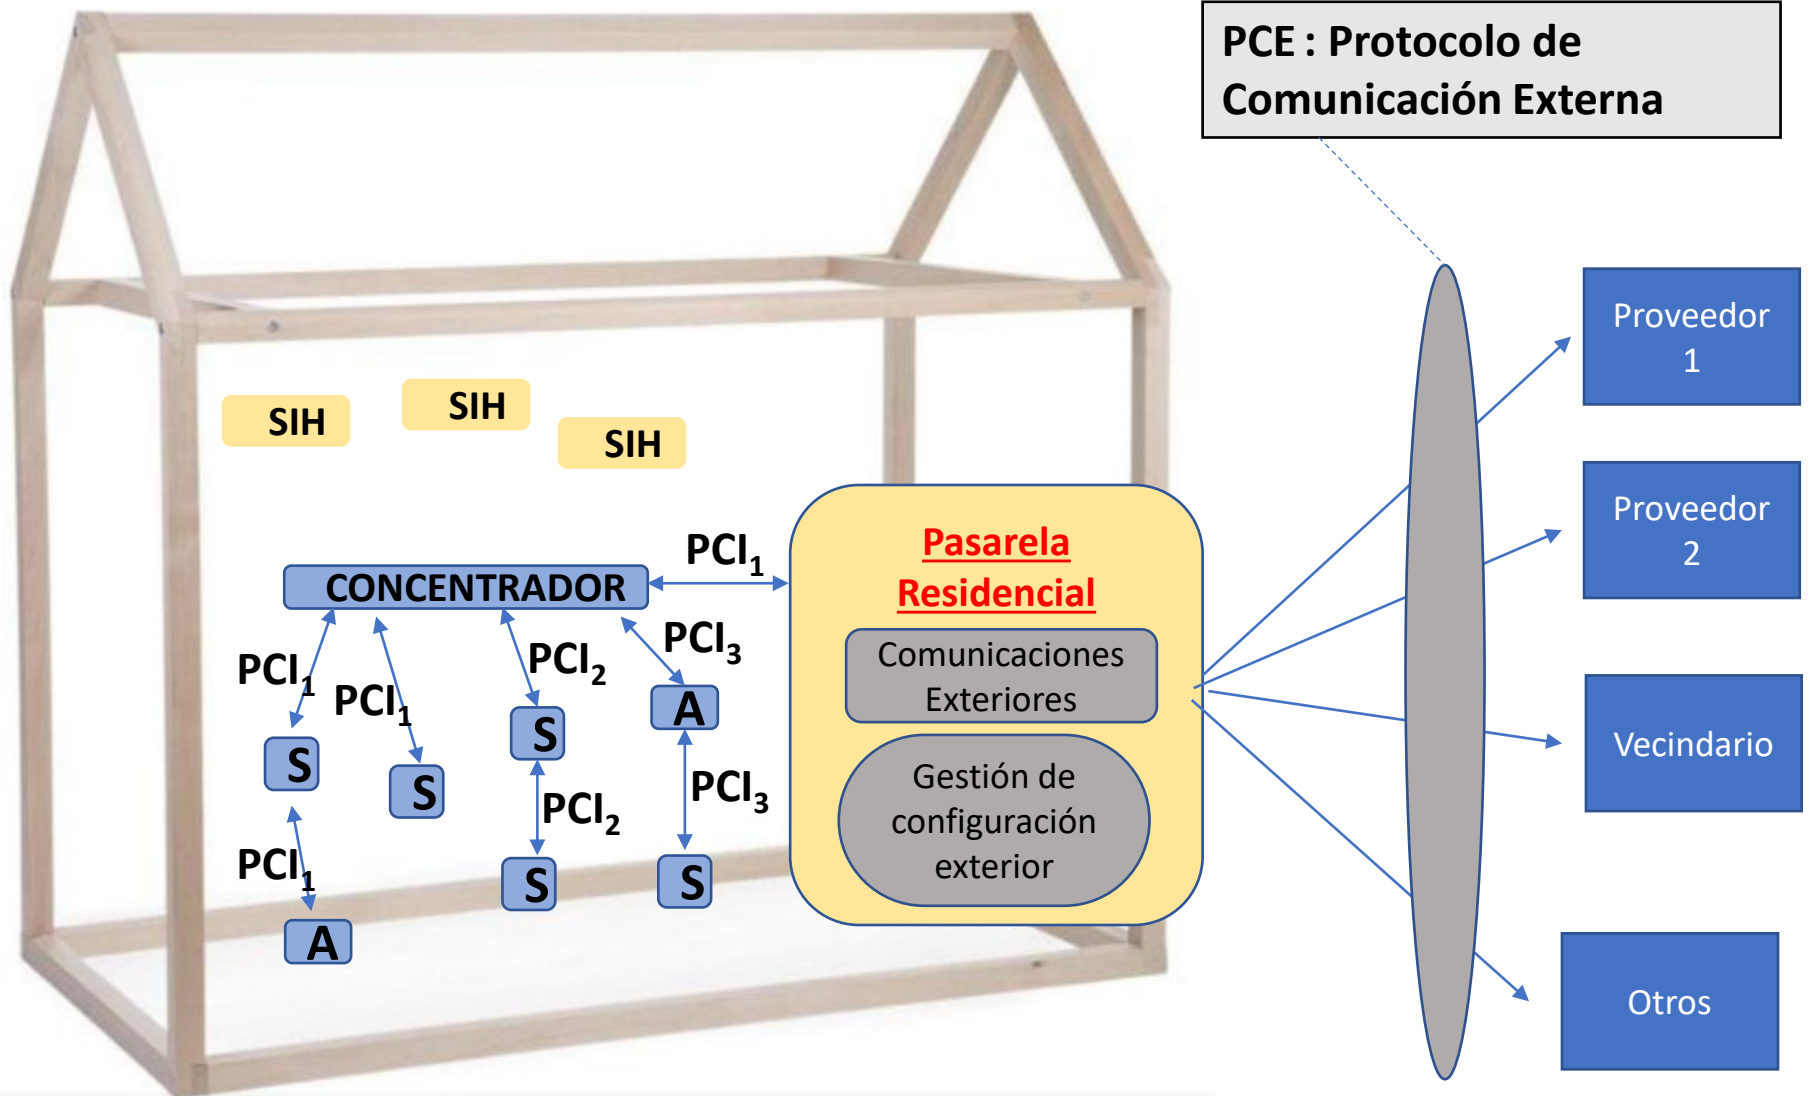 PCE : Protocolo de
Comunicación Externa
Proveedor
1
SIH
SIH
SIH
Proveedor
2
Pasarela
Residencial
PCI₁
CONCENTRADOR
PCI₁
PCI₁
PCI₂
PCI₃
Comunicaciones
Exteriores
S
S
S
A
Vecindario
Gestión de
configuración
exterior
PCI₁
PCI₂
PCI₃
A
S
S
Otros